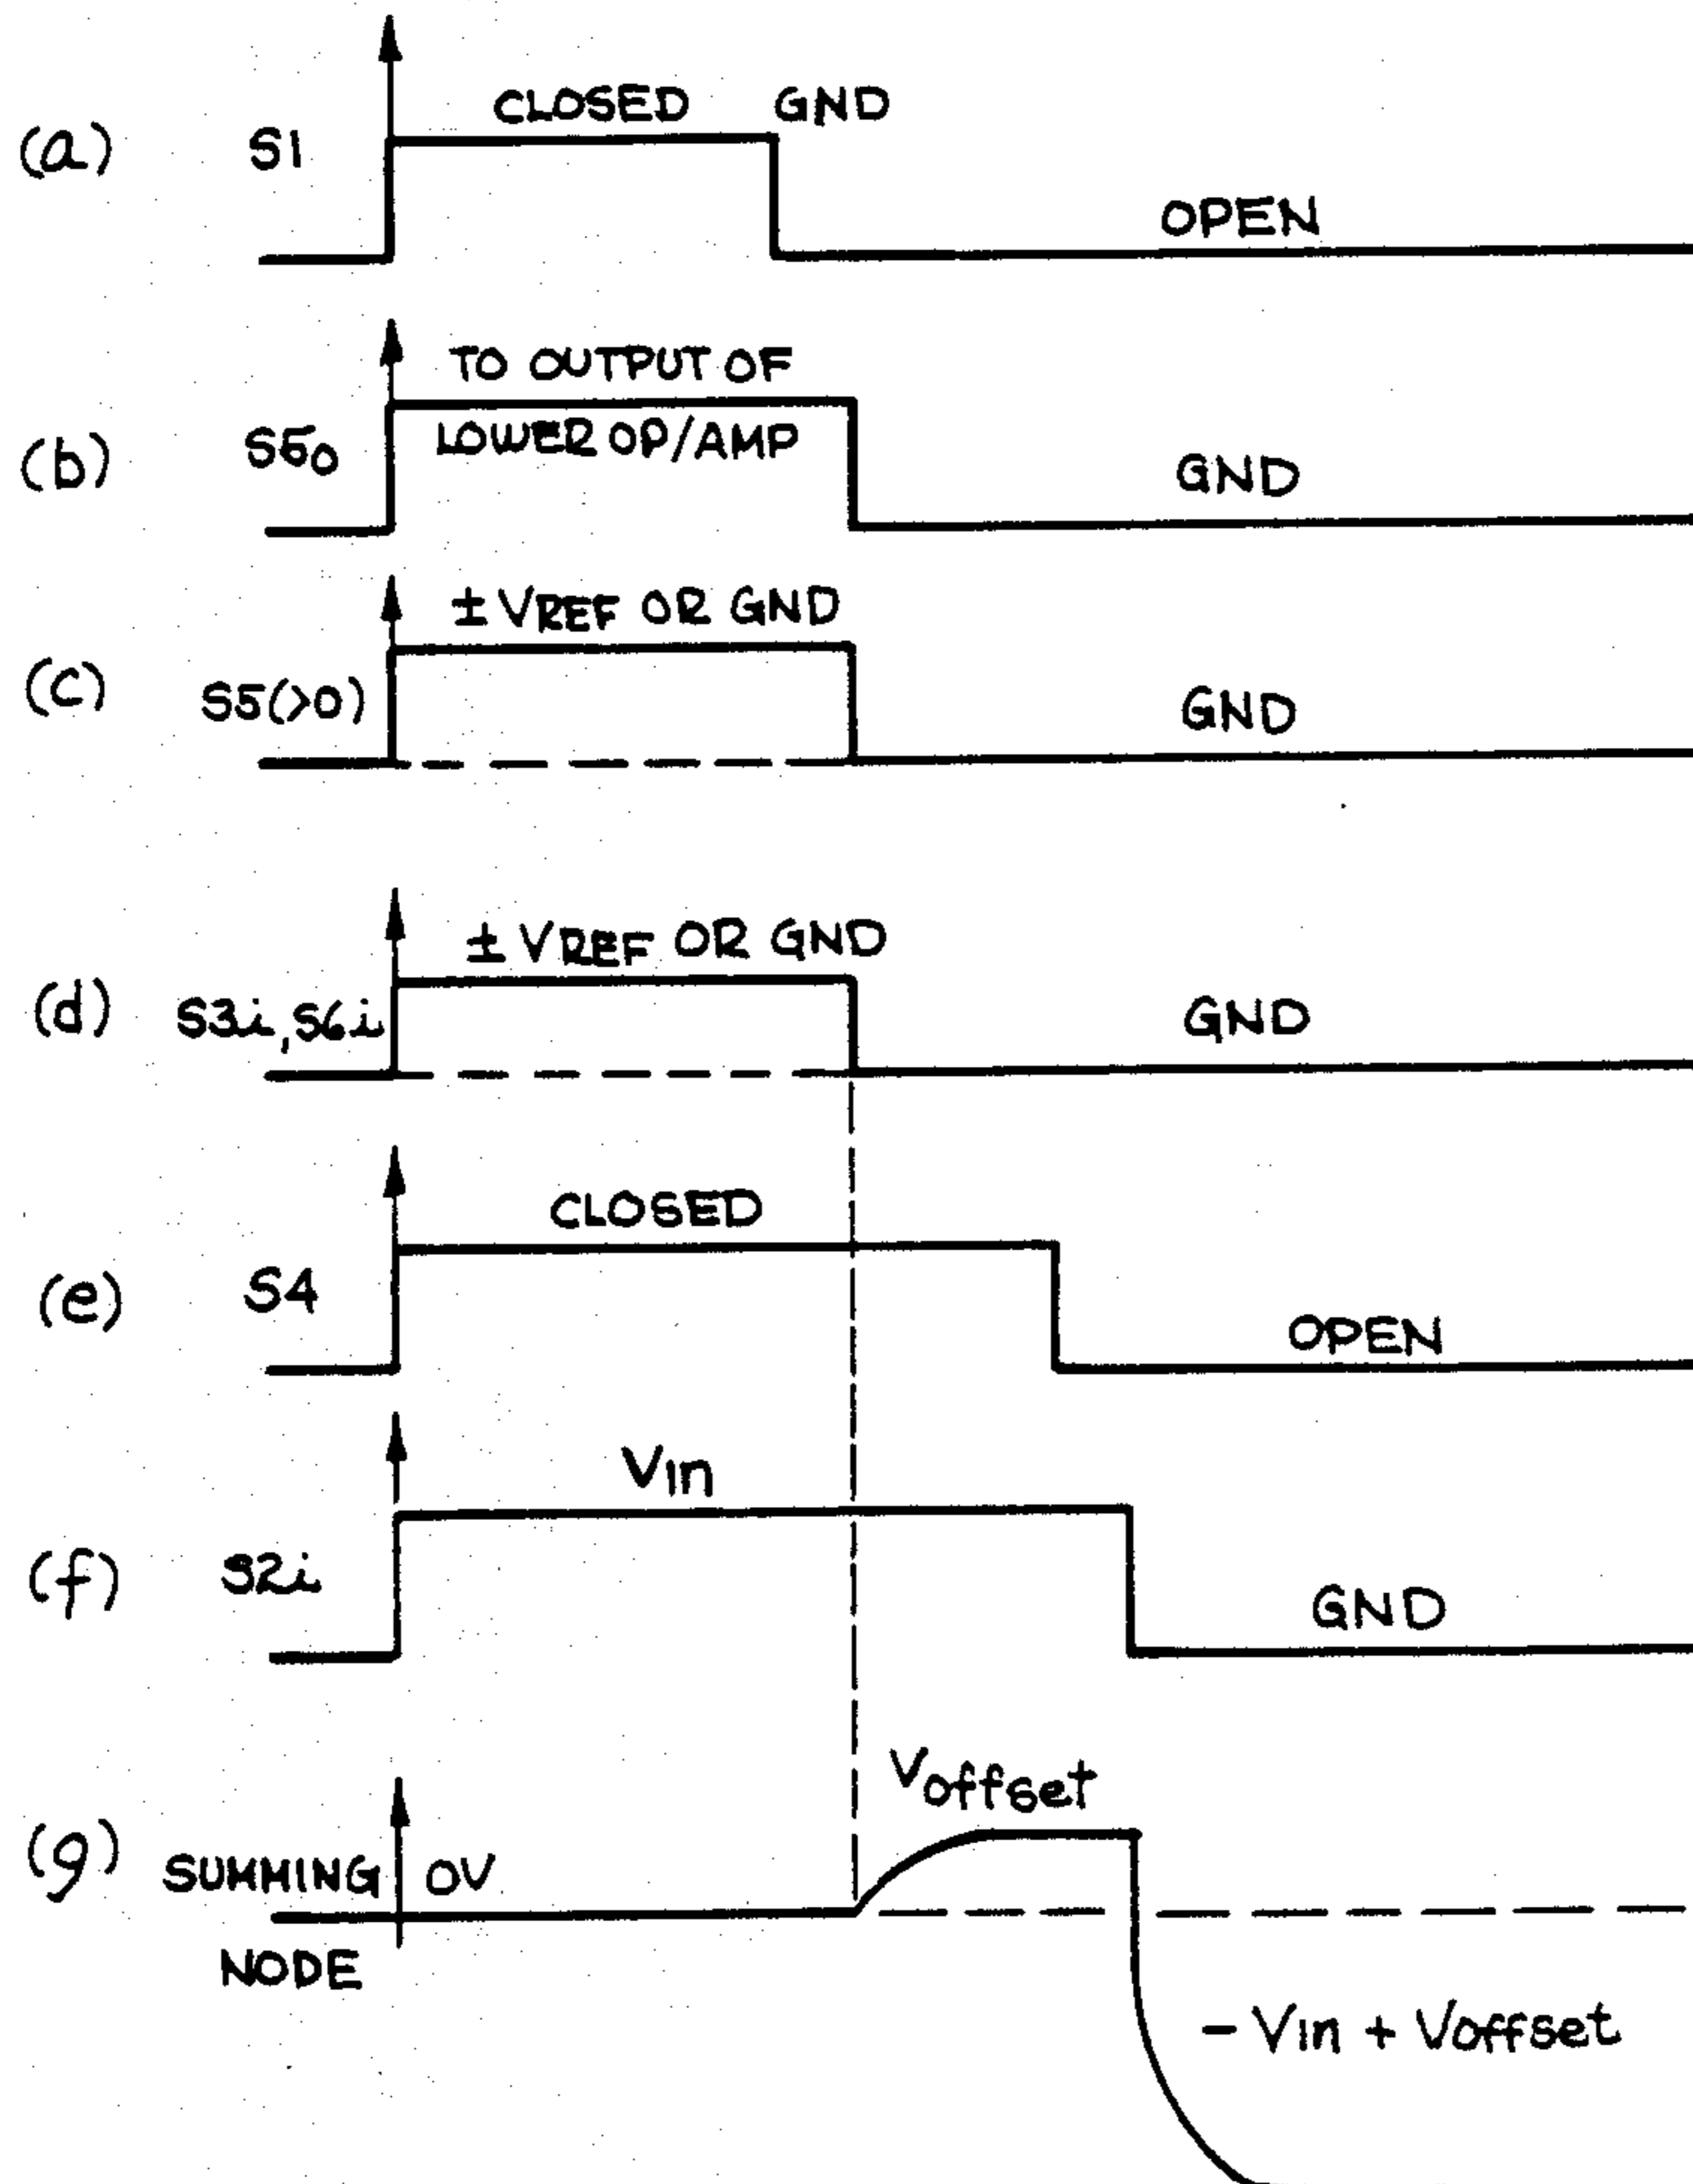 (a) S1 CLOSED GND
OPEN
(b) S5₀ TO OUTPUT OF
LOWER OP/AMP
GND
(c) S5(>0) ± VREF OR GND
GND
(d) S3i, S6i ± VREF OR GND
GND
(e) S4 CLOSED
OPEN
(f) S2i Vin
GND
(g) SUMMING
NODE
0V
Voffset
- Vin + Voffset